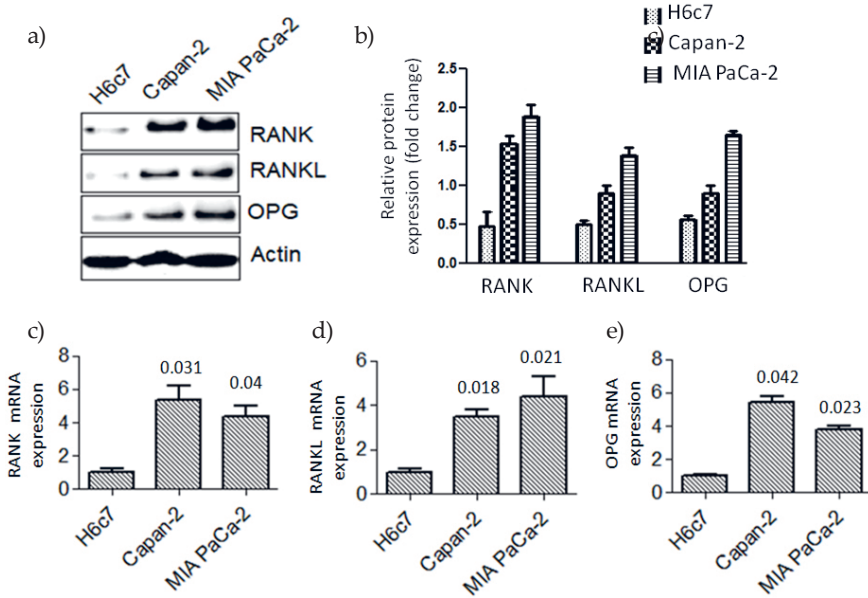 a)
H6c7
Capan-2
MIA PaCa-2
RANK
RANKL
OPG
Actin
b)
H6c7
c)
Capan-2
MIA PaCa-2
Relative protein
expression (fold change)
2.5
2.0
1.5
1.0
0.5
0.0
RANK
RANKL
OPG
c)
RANK mRNA
expression
8
6
4
2
0
0.031
0.04
H6c7
Capan-2
MIA PaCa-2
d)
RANKL mRNA
expression
6
4
2
0
0.018
0.021
H6c7
Capan-2
MIA PaCa-2
e)
OPG mRNA
expression
8
6
4
2
0
0.042
0.023
H6c7
Capan-2
MIA PaCa-2